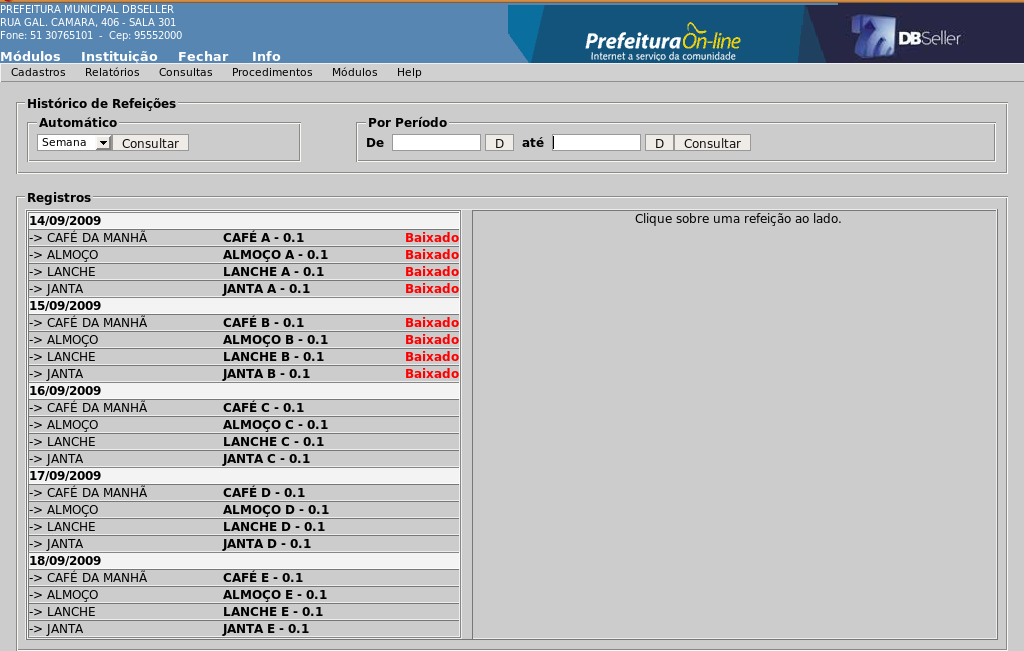 PREFEITURA MUNICIPAL DBSELLER
RUA GAL. CAMARA, 406 - SALA 301
Fone: 51 30765101 - Cep: 95552000
PrefeituraOn-line
Internet a serviço da comunidade
DBSeller
Módulos Instituição Fechar Info
Cadastros Relatórios Consultas Procedimentos Módulos Help
Histórico de Refeições
Automático
Semana Consultar
Por Período
De D até D Consultar
Registros
14/09/2009
-> CAFÉ DA MANHÃ CAFÉ A - 0.1 Baixado
-> ALMOÇO ALMOÇO A - 0.1 Baixado
-> LANCHE LANCHE A - 0.1 Baixado
-> JANTA JANTA A - 0.1 Baixado
15/09/2009
-> CAFÉ DA MANHÃ CAFÉ B - 0.1 Baixado
-> ALMOÇO ALMOÇO B - 0.1 Baixado
-> LANCHE LANCHE B - 0.1 Baixado
-> JANTA JANTA B - 0.1 Baixado
16/09/2009
-> CAFÉ DA MANHÃ CAFÉ C - 0.1
-> ALMOÇO ALMOÇO C - 0.1
-> LANCHE LANCHE C - 0.1
-> JANTA JANTA C - 0.1
17/09/2009
-> CAFÉ DA MANHÃ CAFÉ D - 0.1
-> ALMOÇO ALMOÇO D - 0.1
-> LANCHE LANCHE D - 0.1
-> JANTA JANTA D - 0.1
18/09/2009
-> CAFÉ DA MANHÃ CAFÉ E - 0.1
-> ALMOÇO ALMOÇO E - 0.1
-> LANCHE LANCHE E - 0.1
-> JANTA JANTA E - 0.1
Clique sobre uma refeição ao lado.